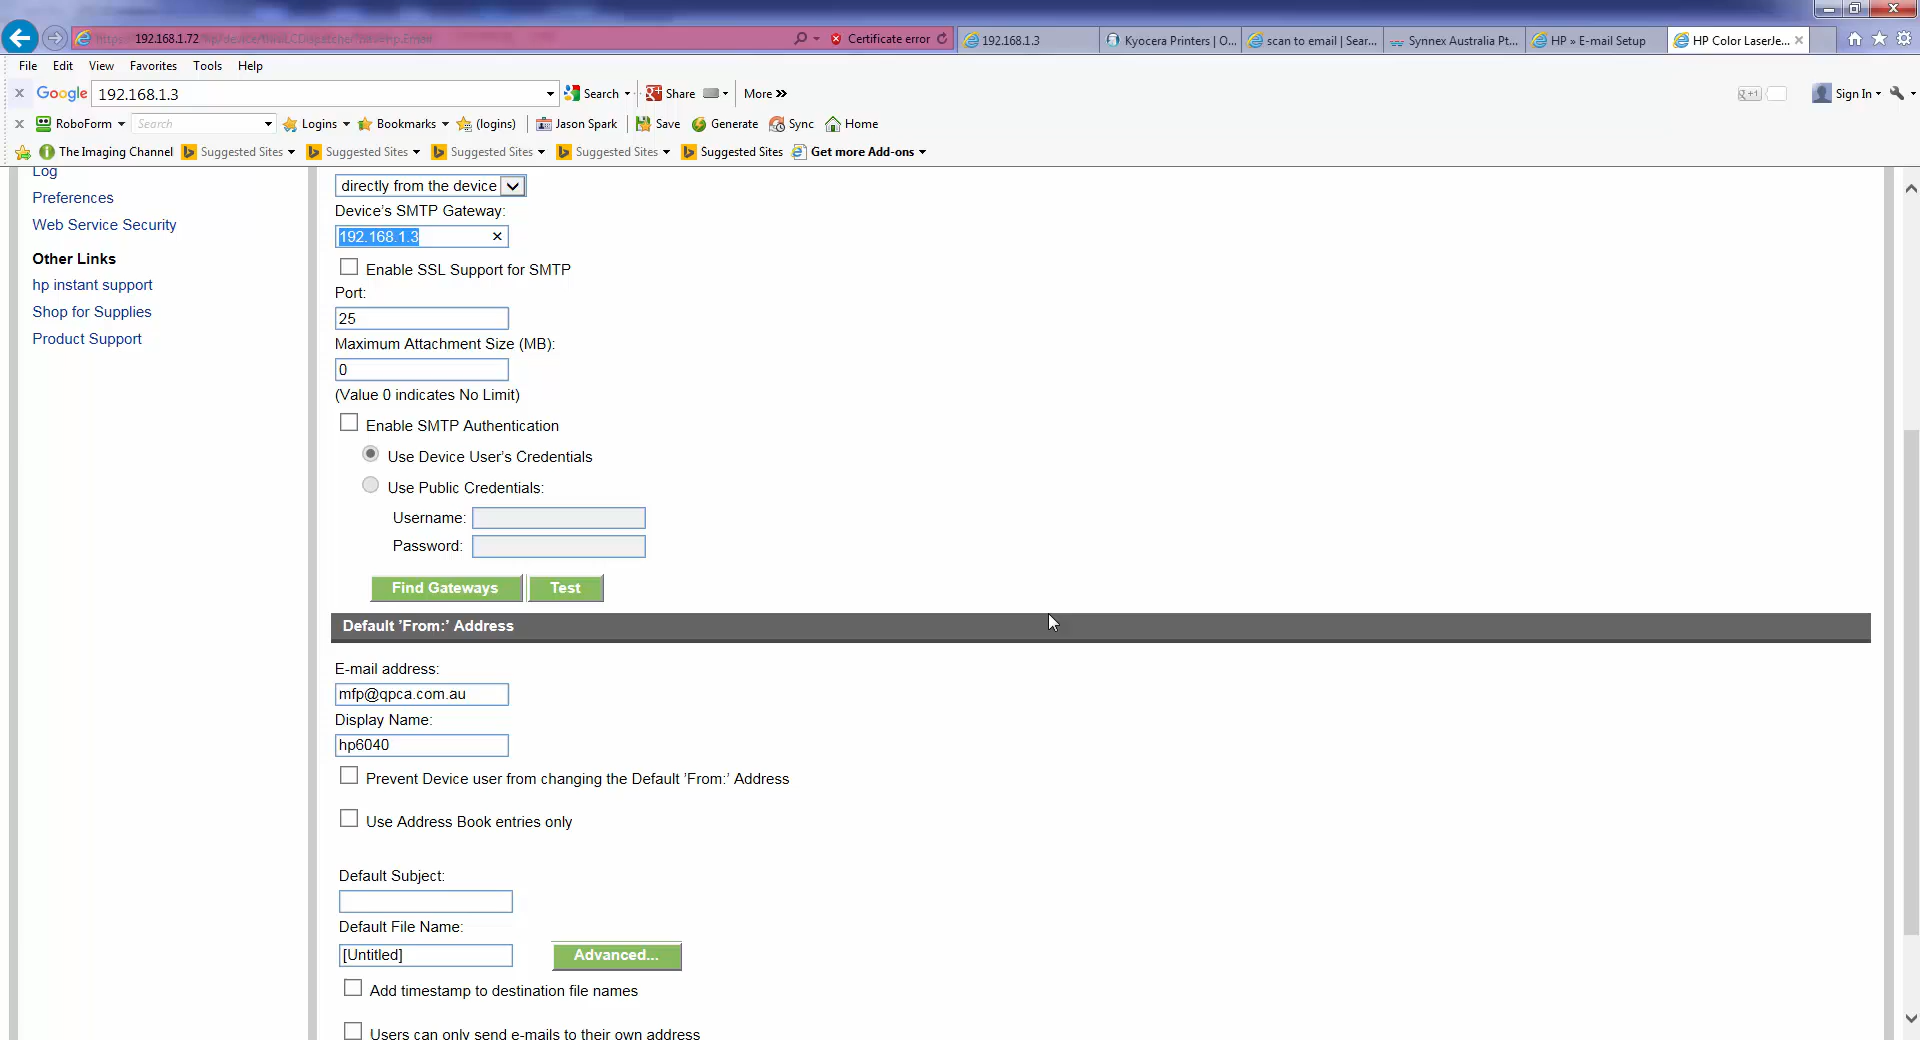 192.168.1.72
Certificate error
192.168.1.3
Kyocera Printers | O...
scan to email | Sear...
Synnex Australia Pt...
HP » E-mail Setup
HP Color LaserJe...
File Edit View Favorites Tools Help
Google 192.168.1.3 Search Share More » Sign In
RoboForm Search Logins Bookmarks (logins) Jason Spark Save Generate Sync Home
The Imaging Channel Suggested Sites Suggested Sites Suggested Sites Suggested Sites Suggested Sites Get more Add-ons
Log
Preferences
Web Service Security
Other Links
hp instant support
Shop for Supplies
Product Support
directly from the device
Device's SMTP Gateway:
192.168.1.3
Enable SSL Support for SMTP
Port:
25
Maximum Attachment Size (MB):
0
(Value 0 indicates No Limit)
Enable SMTP Authentication
Use Device User's Credentials
Use Public Credentials:
Username:
Password:
Find Gateways Test
Default 'From:' Address
E-mail address:
mfp@qpca.com.au
Display Name:
hp6040
Prevent Device user from changing the Default 'From:' Address
Use Address Book entries only
Default Subject:
Default File Name:
[Untitled] Advanced...
Add timestamp to destination file names
Users can only send e-mails to their own address